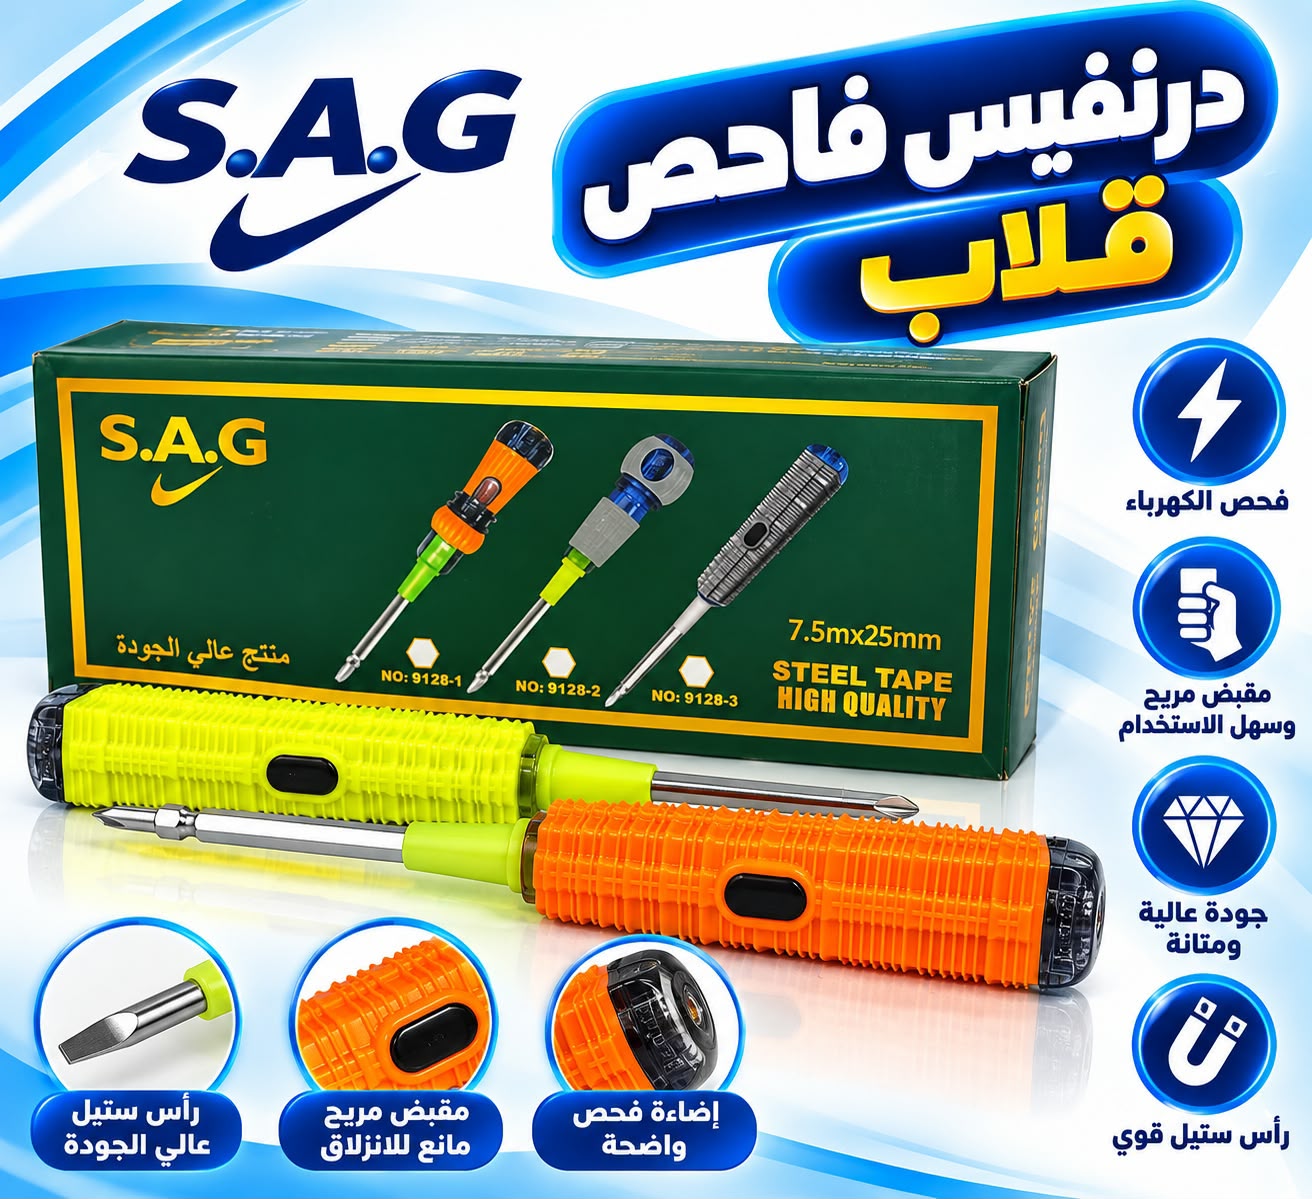 S.A.G
درنفيس فاحص
قلاب
S.A.G
منتج عالي الجودة
NO: 9128-1
NO: 9128-2
NO: 9128-3
7.5mx25mm
STEEL TAPE
HIGH QUALITY
فحص الكهرباء
مقبض مريح
وسهل الاستخدام
جودة عالية
ومتانة
رأس ستيل قوي
رأس ستيل
عالي الجودة
مقبض مريح
مانع للانزلاق
إضاءة فحص
واضحة